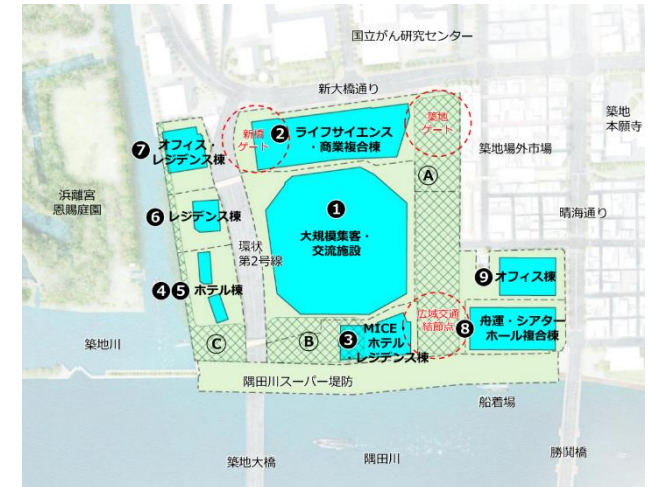 国立がん研究センター
新大橋通り
築地
本願寺
新橋
ゲート
❷
ライフサイエンス
・商業複合棟
築地
ゲート
築地場外市場
❼
オフィス・
レジデンス棟
Ⓐ
浜離宮
恩賜庭園
❻
レジデンス棟
❶
大規模集客・
交流施設
晴海通り
環状
第2号線
❹❺ ホテル棟
❾
オフィス棟
広域交通
結節点
❽
舟運・シアター
ホール複合棟
❸
MICE・
ホテル
・レジデンス棟
Ⓒ
Ⓑ
築地川
隅田川スーパー堤防
船着場
築地大橋
隅田川
勝鬨橋